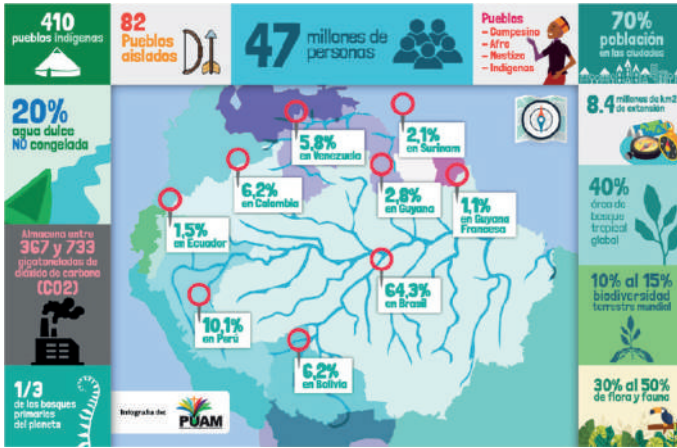 410
pueblos indígenas
82
Pueblos
aislados
47 millones de
personas
Pueblos
- Campesino
- Afro
- Mestizo
- Indígenas
70%
población
en las ciudades
20%
agua dulce
NO congelada
8.4 millones de km2
de extensión
5,8%
en Venezuela
2,1%
en Surinam
6,2%
en Colombia
2,8%
en Guyana
1,1%
en Guyana
Francesa
1,5%
en Ecuador
40%
área de
bosque
tropical
global
Almacena entre
367 y 733
gigatoneladas de
dióxido de carbono
(CO2)
64,3%
en Brasil
10,1%
en Perú
10% al 15%
biodiversidad
terrestre mundial
6,2%
en Bolivia
1/3
de los bosques
primarios
del planeta
Infografía de:
PUAM
30% al 50%
de flora y fauna